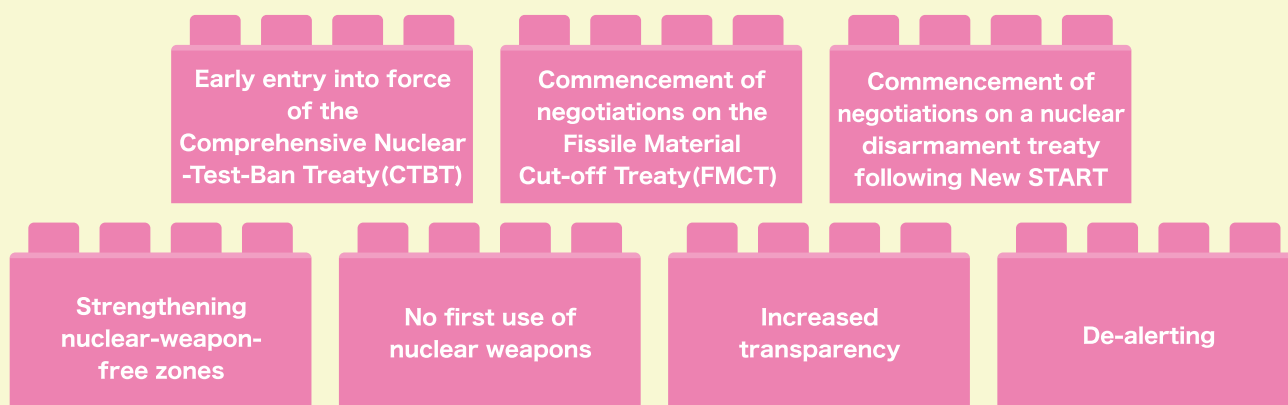 Early entry into force
of the
Comprehensive Nuclear
-Test-Ban Treaty(CTBT)
Commencement of
negotiations on the
Fissile Material
Cut-off Treaty(FMCT)
Commencement of
negotiations on a nuclear
disarmament treaty
following New START
Strengthening
nuclear-weapon-
free zones
No first use of
nuclear weapons
Increased
transparency
De-alerting